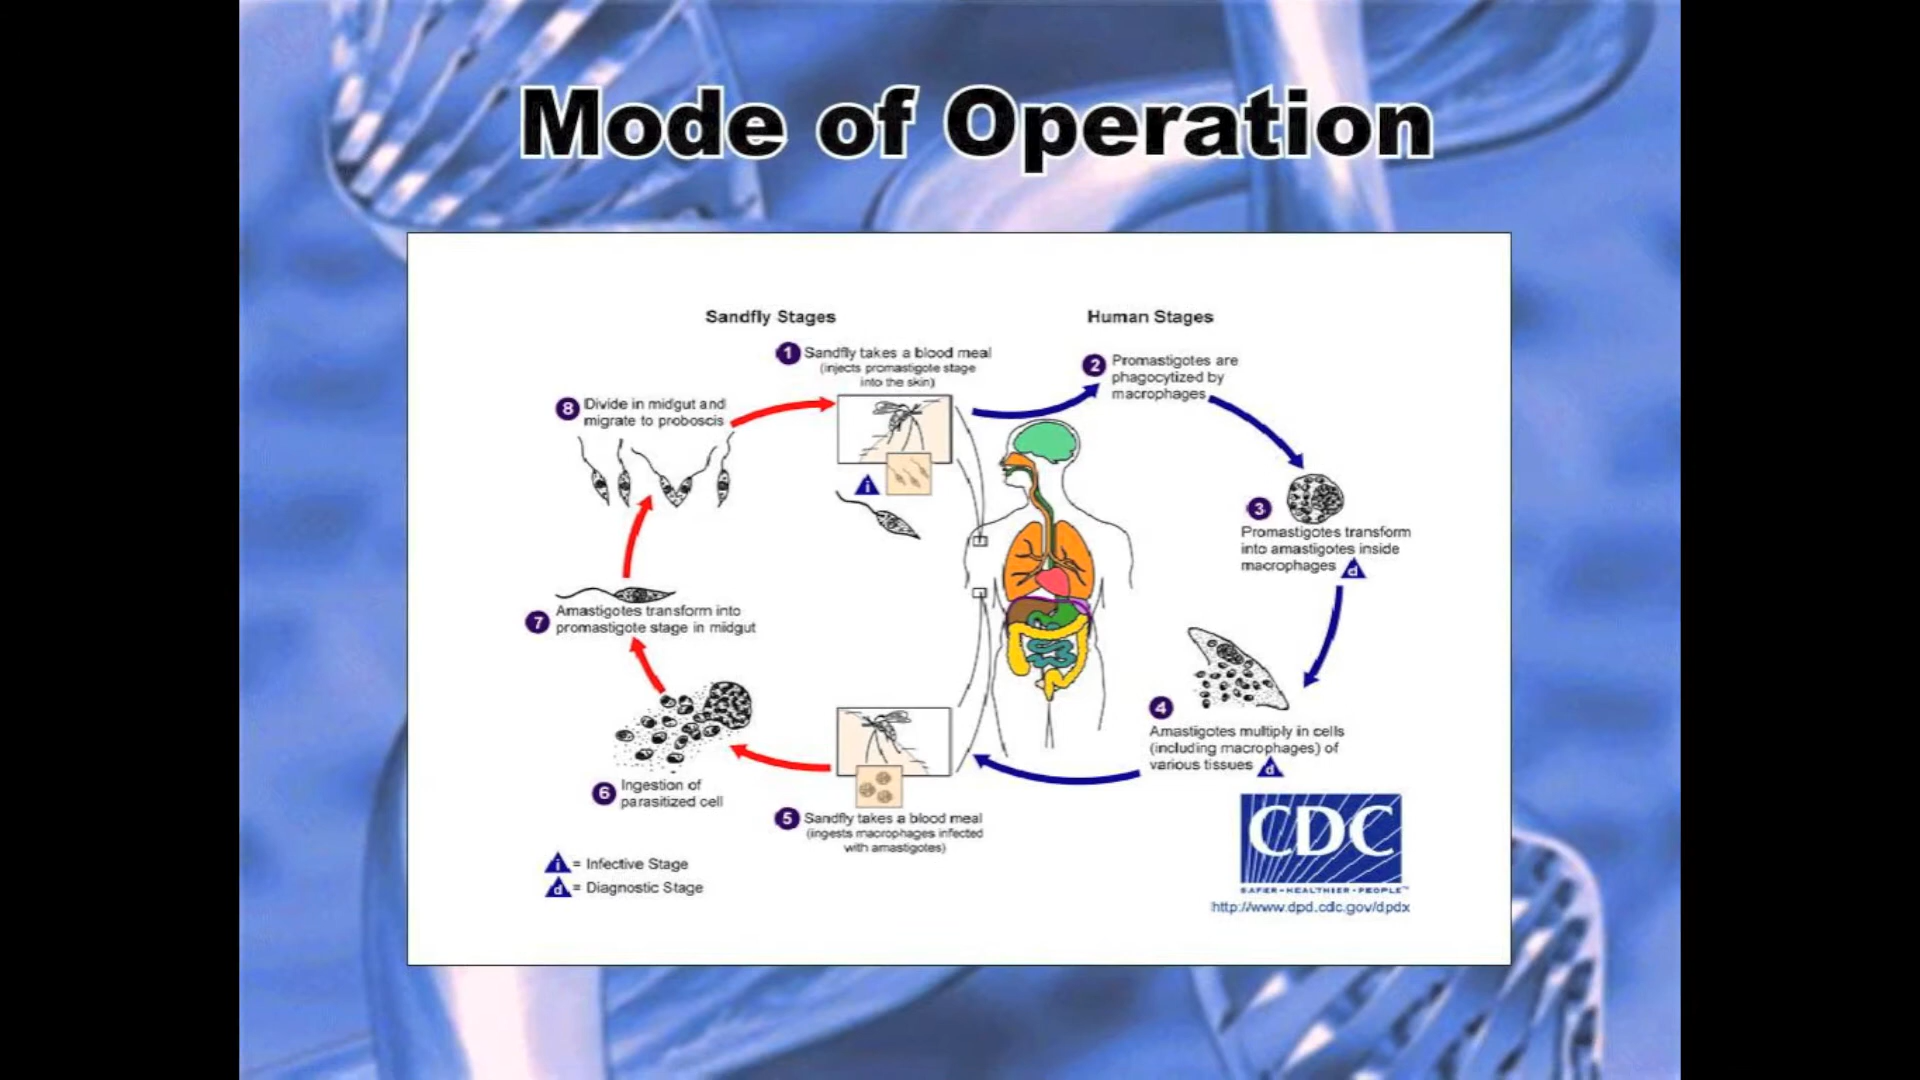 Mode of Operation
Sandfly Stages
Human Stages
1 Sandfly takes a blood meal
(injects promastigote stage
into the skin)
2 Promastigotes are
phagocytized by
macrophages
8 Divide in midgut and
migrate to proboscis
i
3
Promastigotes transform
into amastigotes inside
macrophages d
7 Amastigotes transform into
promastigote stage in midgut
4
Amastigotes multiply in cells
(including macrophages) of
various tissues d
6 Ingestion of
parasitized cell
5 Sandfly takes a blood meal
(ingests macrophages infected
with amastigotes)
i = Infective Stage
d = Diagnostic Stage
CDC
SAFER • HEALTHIER • PEOPLE™
http://www.dpd.cdc.gov/dpdx